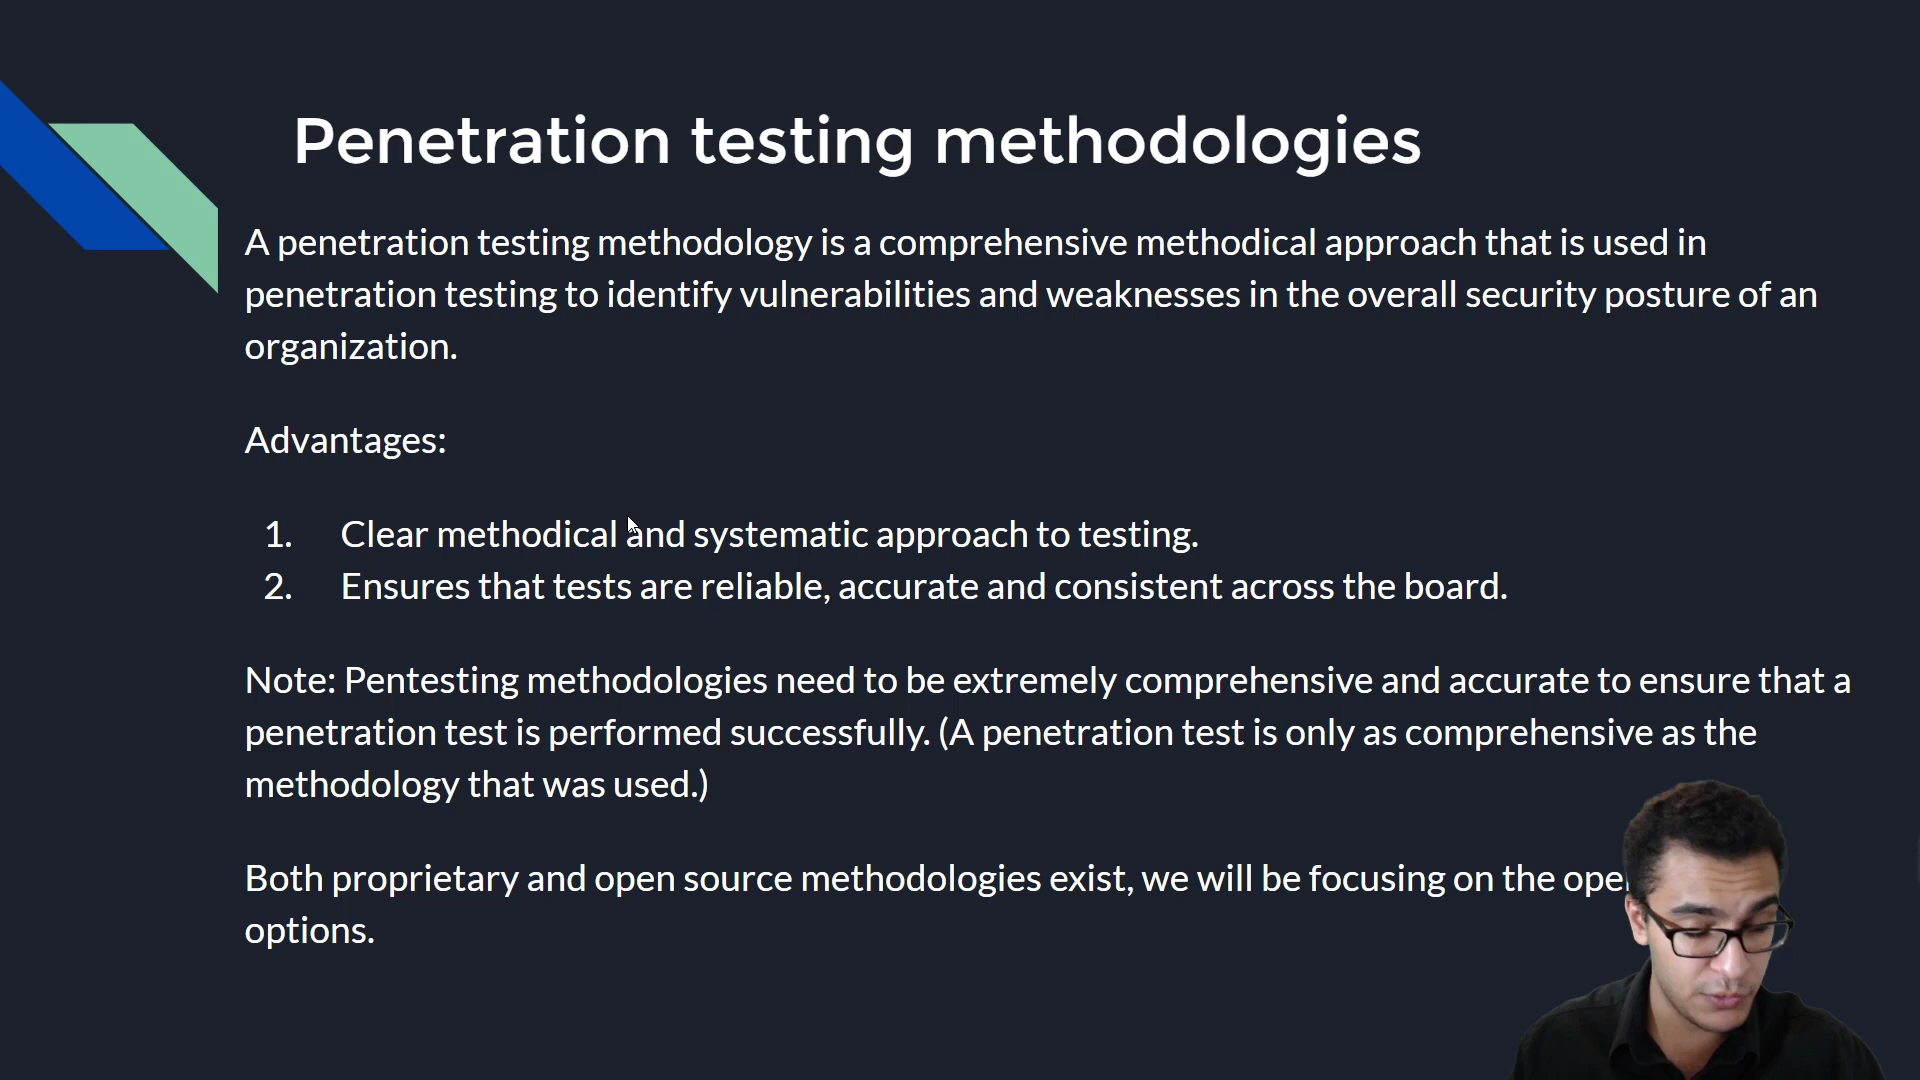 Penetration testing methodologies
A penetration testing methodology is a comprehensive methodical approach that is used in
penetration testing to identify vulnerabilities and weaknesses in the overall security posture of an
organization.
Advantages:
1. Clear methodical and systematic approach to testing.
2. Ensures that tests are reliable, accurate and consistent across the board.
Note: Pentesting methodologies need to be extremely comprehensive and accurate to ensure that a
penetration test is performed successfully. (A penetration test is only as comprehensive as the
methodology that was used.)
Both proprietary and open source methodologies exist, we will be focusing on the
options.